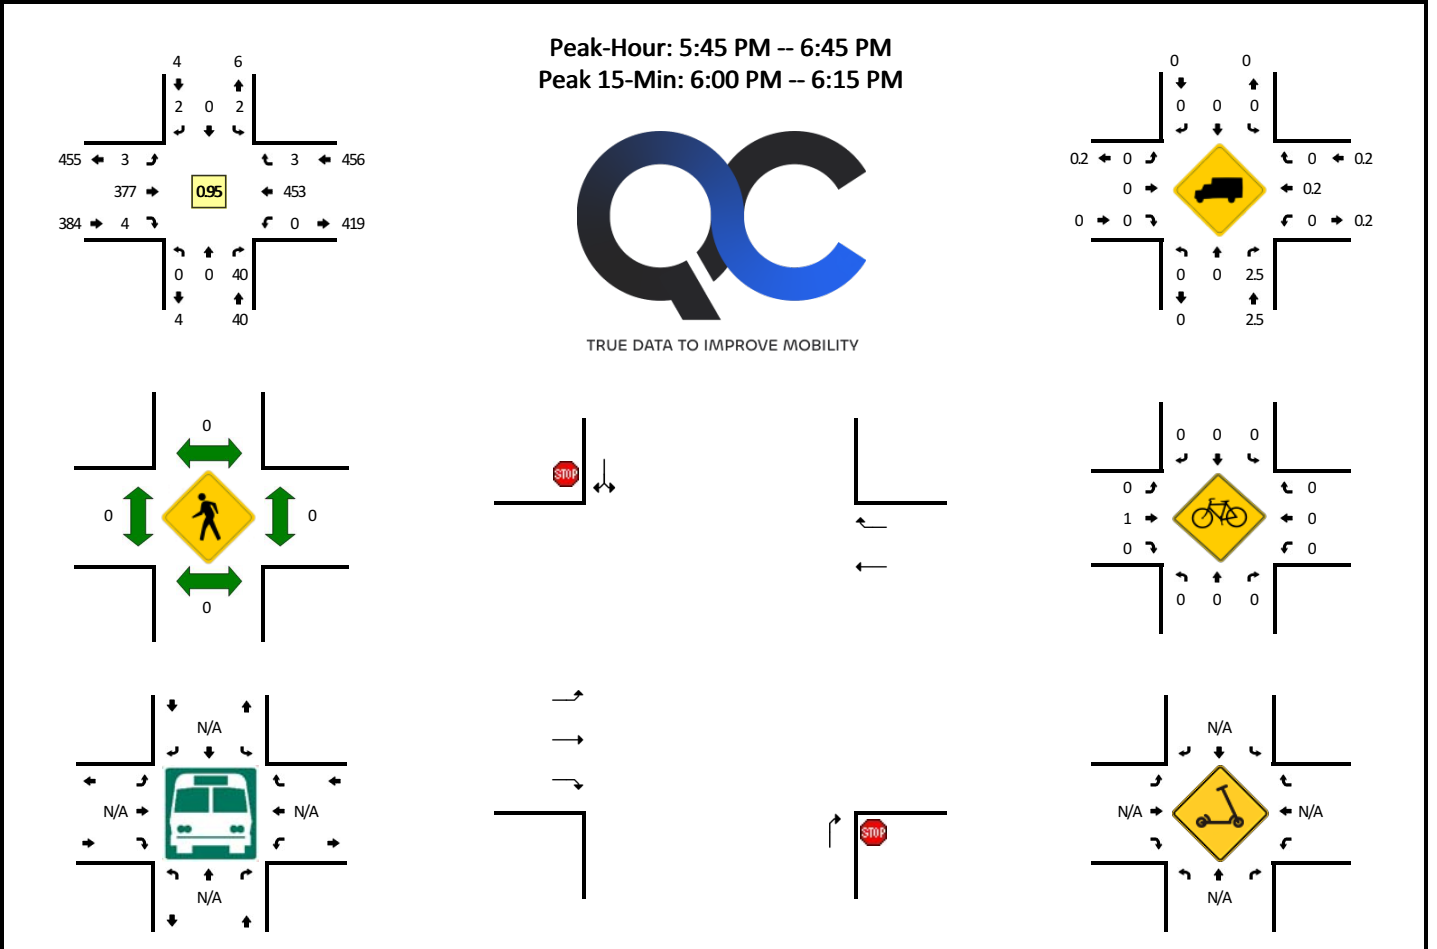 Peak-Hour: 5:45 PM -- 6:45 PM
Peak 15-Min: 6:00 PM -- 6:15 PM
4 6
2 0 2
455 3 3 456
377 0.95 453
384 4 0 419
0 0 40
4 40
QC
TRUE DATA TO IMPROVE MOBILITY
0 0
0 0 0
0.2 0 0 0.2
0 0.2
0 0 0 0.2
0 0 2.5
0 2.5
0
0 0
0
STOP
STOP
0 0 0
0 0
1 0
0 0
0 0 0
N/A
N/A N/A
N/A
N/A
N/A N/A
N/A